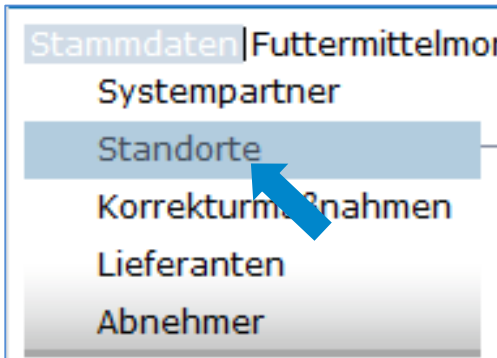 Stammdaten Futtermittelmo
Systempartner
Standorte
Korrekturmaßnahmen
Lieferanten
Abnehmer